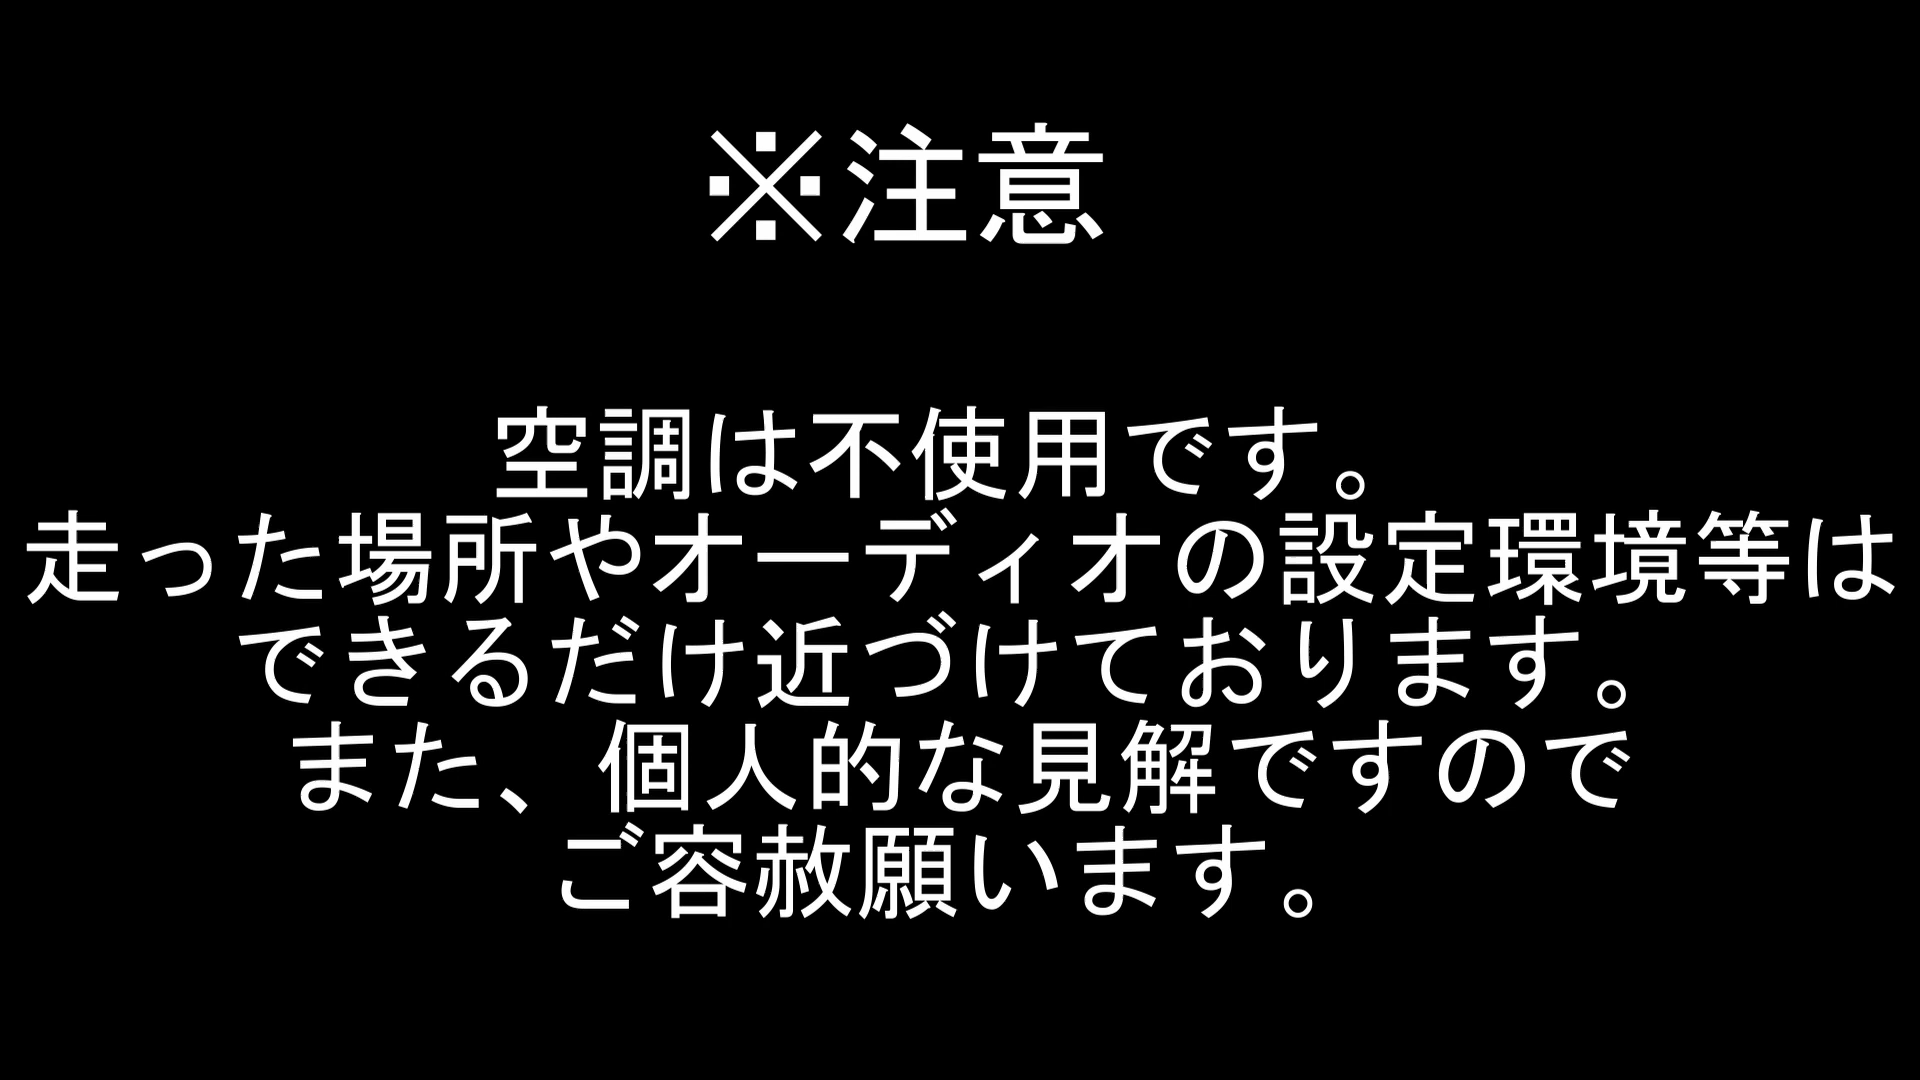 ※注意
空調は不使用です。
走った場所やオーディオの設定環境等は
できるだけ近づけております。
また、個人的な見解ですので
ご容赦願います。